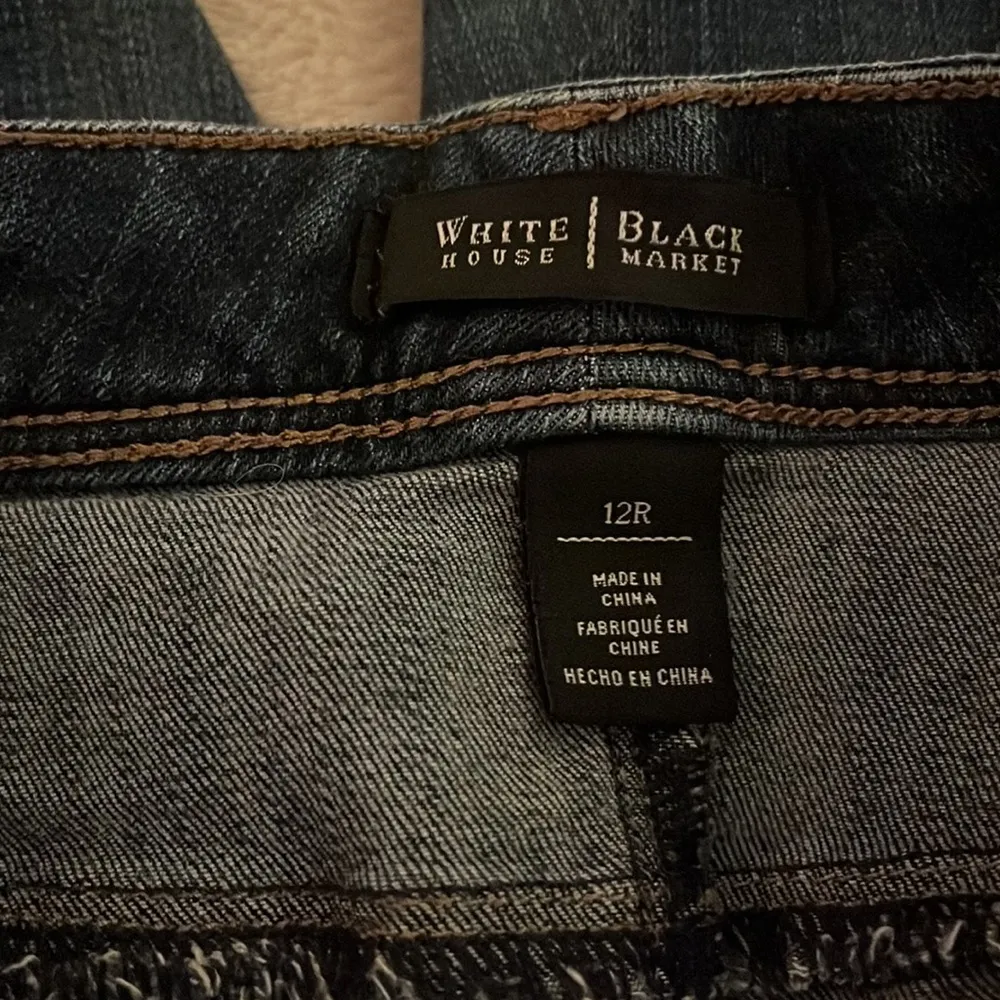 WHITE | BLACK
HOUSE | MARKET
12R
MADE IN
CHINA
FABRIQUÉ EN
CHINE
HECHO EN CHINA